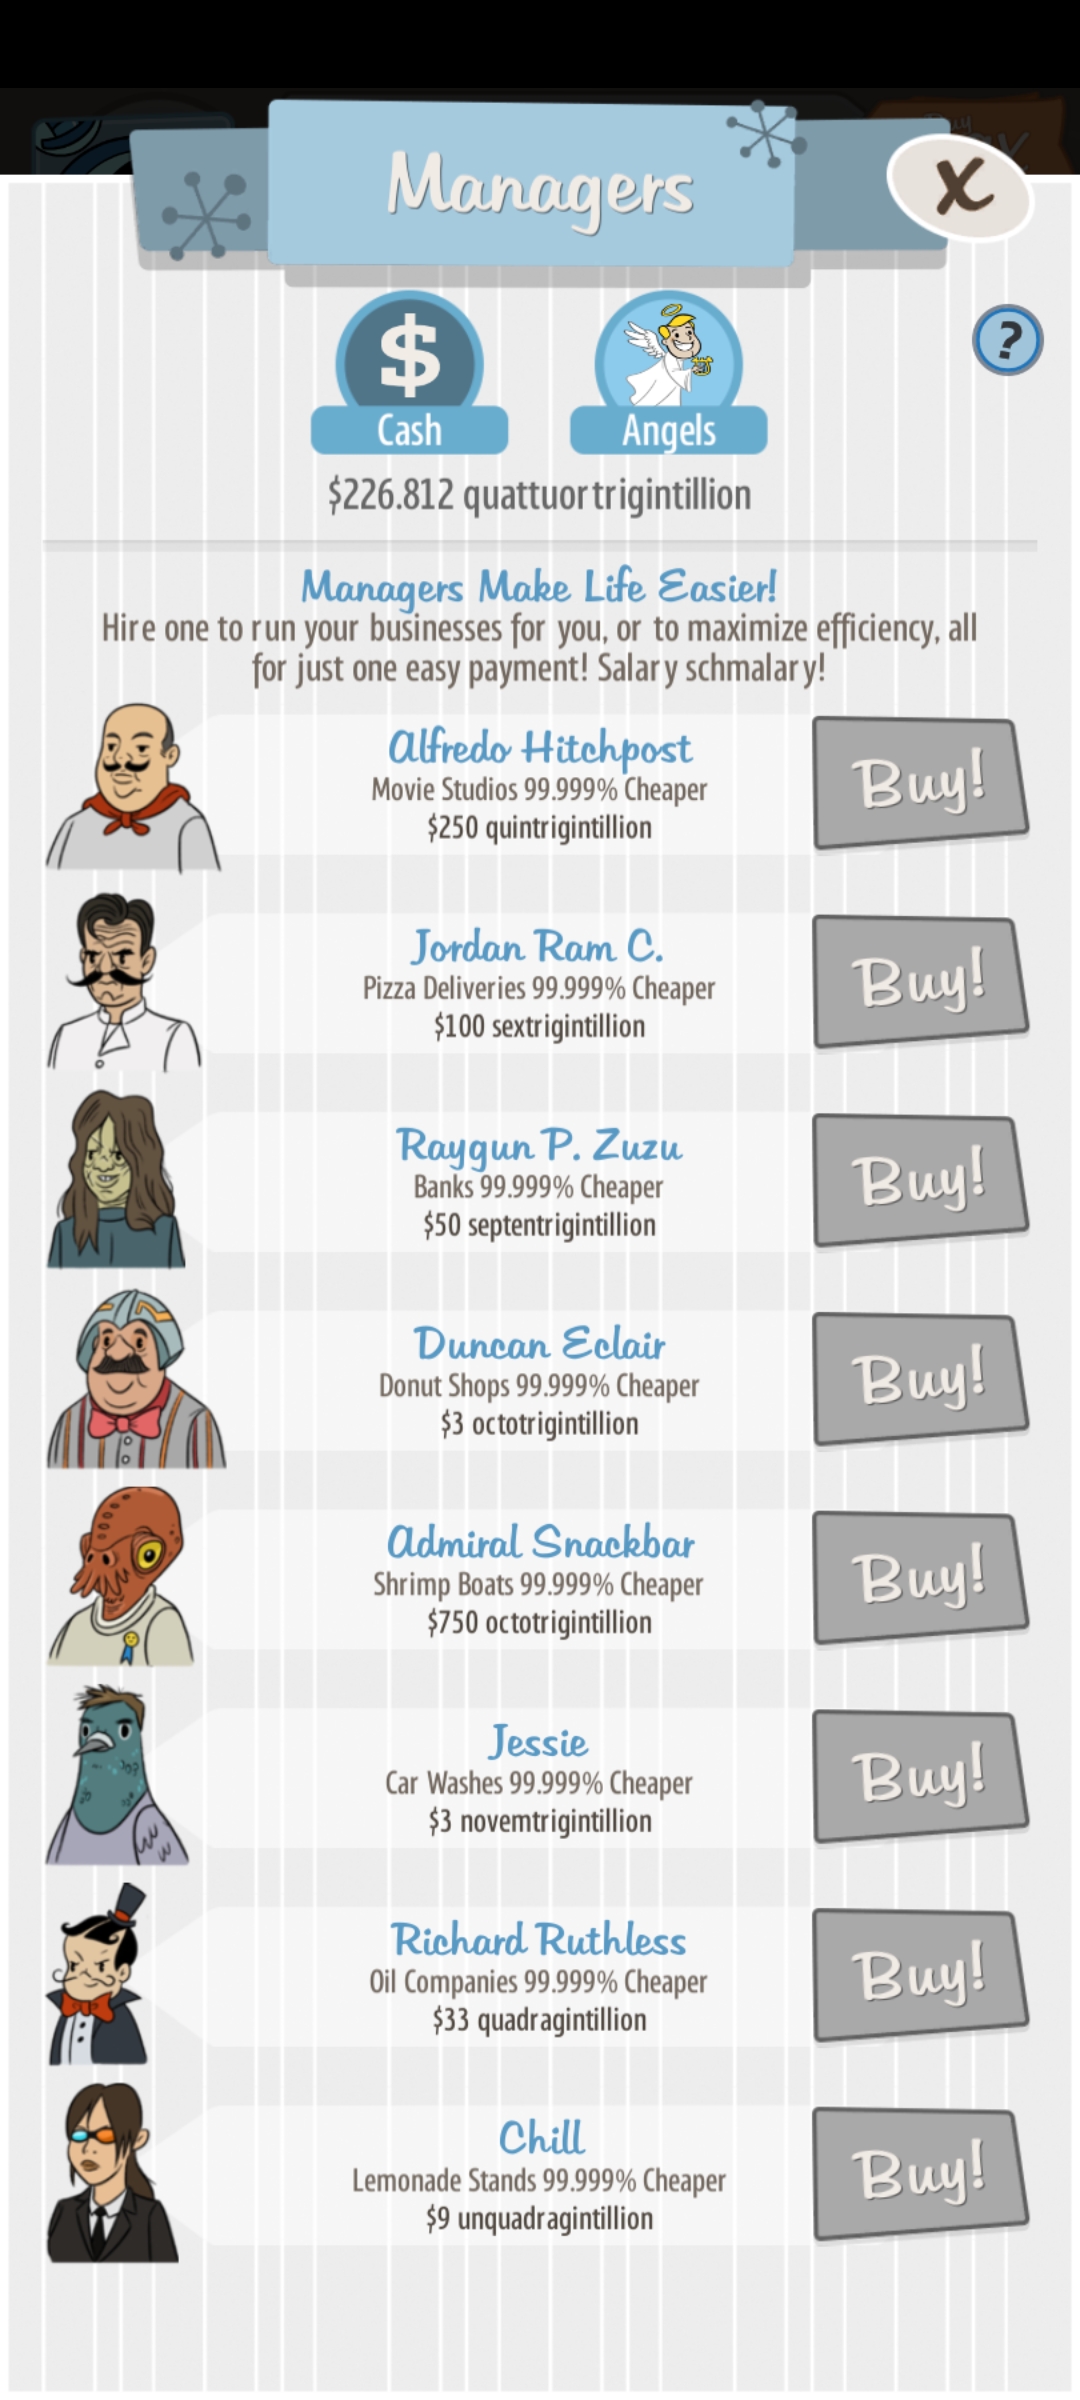 Managers
X
$
?
Cash
Angels
$226.812 quattuortrigintillion
Managers Make Life Easier!
Hire one to run your businesses for you, or to maximize efficiency, all
for just one easy payment! Salary schmalary!
Alfredo Hitchpost
Movie Studios 99.999% Cheaper
$250 quintrigintillion
Buy!
Jordan Ram C.
Pizza Deliveries 99.999% Cheaper
$100 sextrigintillion
Buy!
Raygun P. Zuzu
Banks 99.999% Cheaper
$50 septentrigintillion
Buy!
Duncan Eclair
Donut Shops 99.999% Cheaper
$3 octotrigintillion
Buy!
Admiral Snackbar
Shrimp Boats 99.999% Cheaper
$750 octotrigintillion
Buy!
Jessie
Car Washes 99.999% Cheaper
$3 novemtrigintillion
Buy!
Richard Ruthless
Oil Companies 99.999% Cheaper
$33 quadragintillion
Buy!
Chill
Lemonade Stands 99.999% Cheaper
$9 unquadragintillion
Buy!